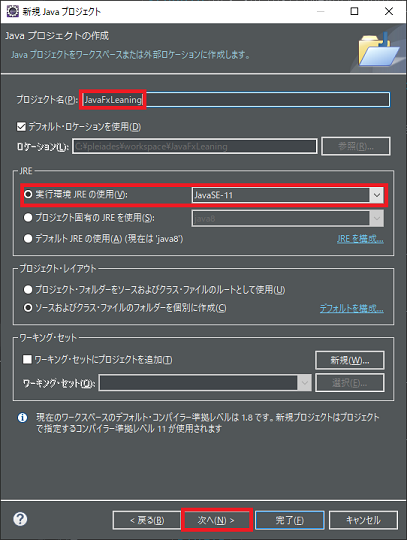 新規 Java プロジェクト
Java プロジェクトの作成
Java プロジェクトをワークスペースまたは外部ロケーションに作成します。
プロジェクト名(P): JavaFxLeaning
デフォルト・ロケーションを使用(D)
ロケーション(L): C:¥pleiades¥workspace¥JavaFxLeaning 参照(R)...
JRE
実行環境 JRE の使用(V): JavaSE-11
プロジェクト固有の JRE を使用(S): java8
デフォルト JRE の使用(A) (現在は 'java8') JRE を構成...
プロジェクト・レイアウト
プロジェクト・フォルダーをソースおよびクラス・ファイルのルートとして使用(U)
ソースおよびクラス・ファイルのフォルダーを個別に作成(C) デフォルトを構成...
ワーキング・セット
ワーキング・セットにプロジェクトを追加(T) 新規(W)...
ワーキング・セット(O): 選択(E)...
現在のワークスペースのデフォルト・コンパイラー準拠レベルは 1.8 です。新規プロジェクトはプロジェクト
で指定するコンパイラー準拠レベル 11 が使用されます
? < 戻る(B) 次へ(N) > 完了(F) キャンセル